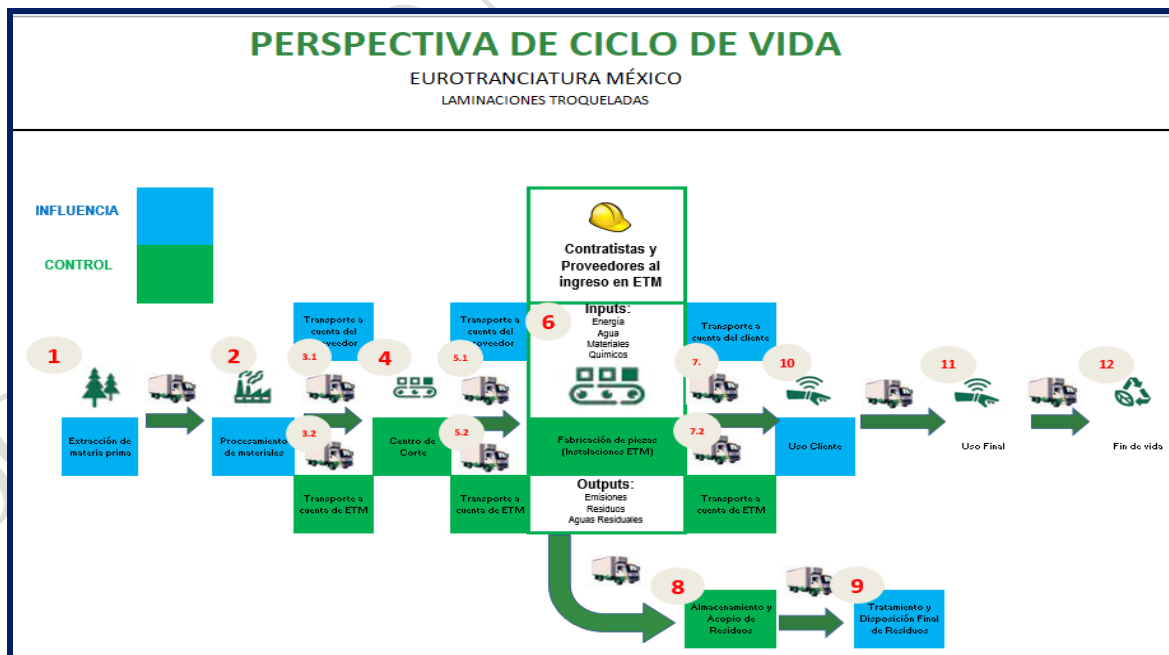 PERSPECTIVA DE CICLO DE VIDA
EUROTRANCIATURA MÉXICO
LAMINACIONES TROQUELADAS
INFLUENCIA
CONTROL
Contratistas y
Proveedores al
ingreso en ETM
Transporte a
cuenta del
proveedor
Transporte a
cuenta del
proveedor
6
Inputs:
Energía
Agua
Materiales
Químicos
Transporte a
cuenta del cliente
1
2
3.1
4
5.1
7.
10
11
12
Extracción de
materia prima
Procesamiento
de materiales
3.2
Centro de
Corte
5.2
Fabricación de piezas
(Instalaciones ETM)
7.2
Uso Cliente
Uso Final
Fin de vida
Transporte a
cuenta de ETM
Transporte a
cuenta de ETM
Outputs:
Emisiones
Residuos
Aguas Residuales
Transporte a
cuenta de ETM
8
9
Almacenamiento y
Acopio de
Residuos
Tratamiento y
Disposición Final
de Residuos